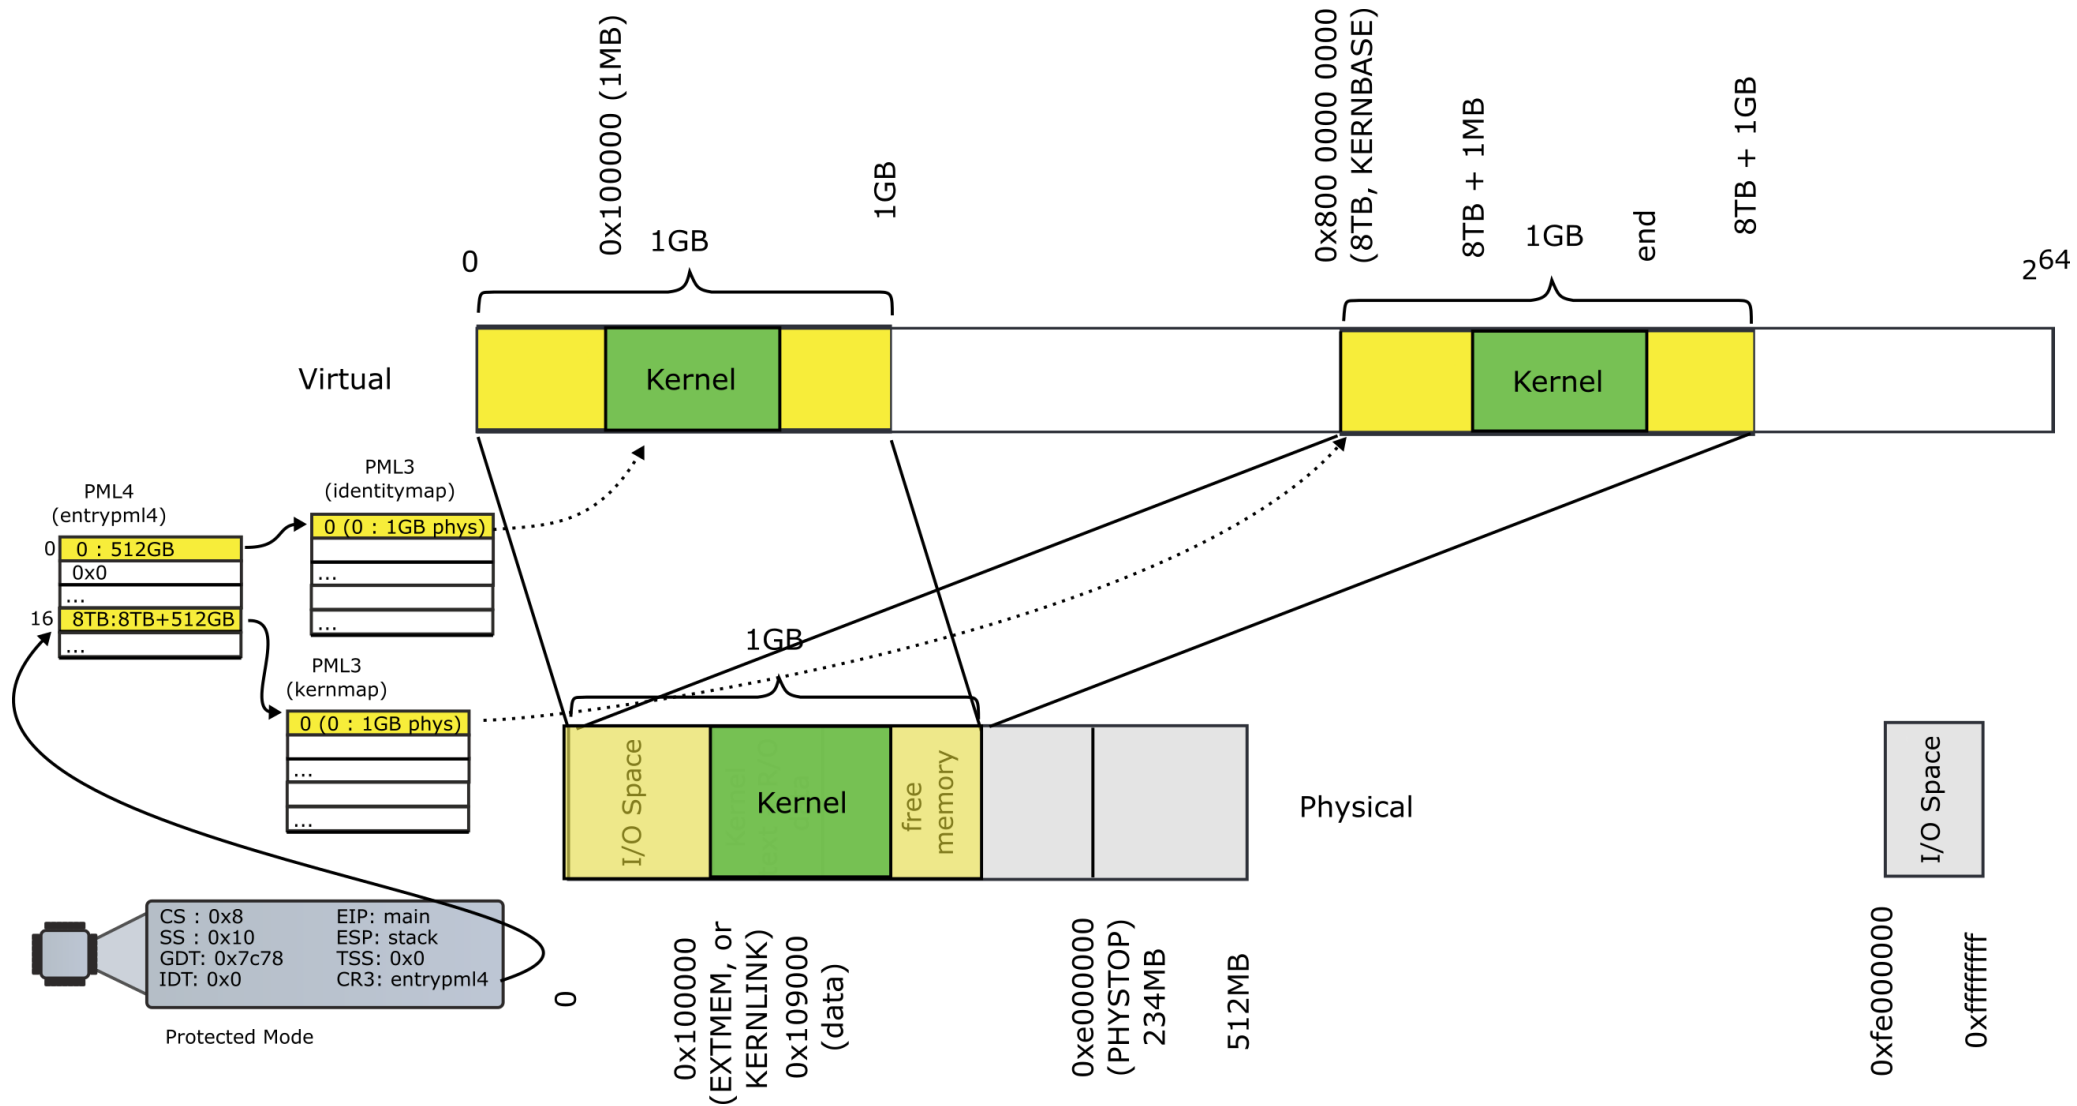 0x100000 (1MB)
1GB
0x800 0000 0000
(8TB, KERNBASE)
8TB + 1MB
end
8TB + 1GB
0
1GB
1GB
2^64
Virtual
Kernel
Kernel
PML4
(entrypml4)
0
0 : 512GB
0x0
...
16
8TB:8TB+512GB
...
PML3
(identitymap)
0 (0 : 1GB phys)
...
...
PML3
(kernmap)
0 (0 : 1GB phys)
...
...
1GB
I/O Space
Kernel
free
memory
Physical
I/O Space
CS : 0x8
SS : 0x10
GDT: 0x7c78
IDT: 0x0
EIP: main
ESP: stack
TSS: 0x0
CR3: entrypml4
Protected Mode
0
0x100000
(EXTMEM, or
KERNLINK)
0x109000
(data)
0xe000000
(PHYSTOP)
234MB
512MB
0xfe000000
0xffffffff